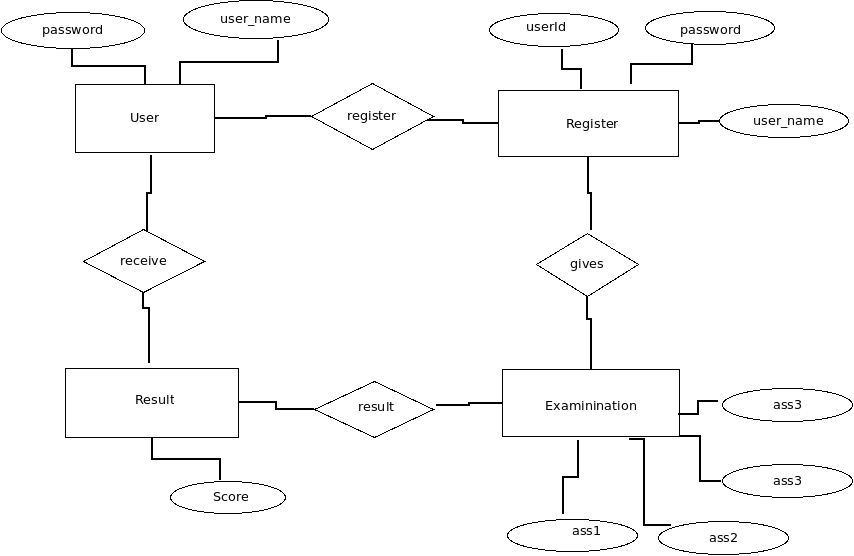 password
user_name
userId
password
User
register
Register
user_name
receive
gives
Result
result
Examinination
ass3
ass3
Score
ass1
ass2